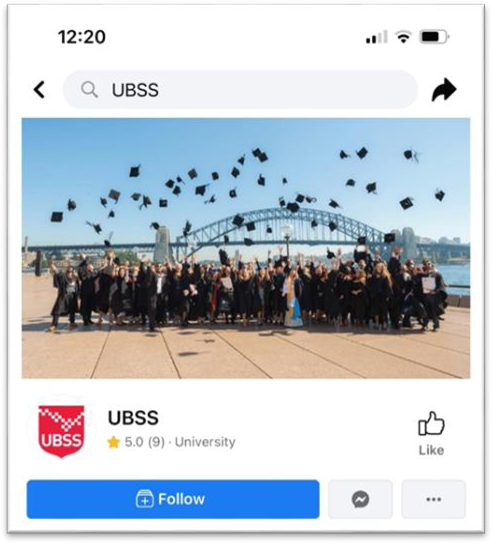 12:20
UBSS
UBSS
UBSS
5.0 (9) · University
Like
Follow